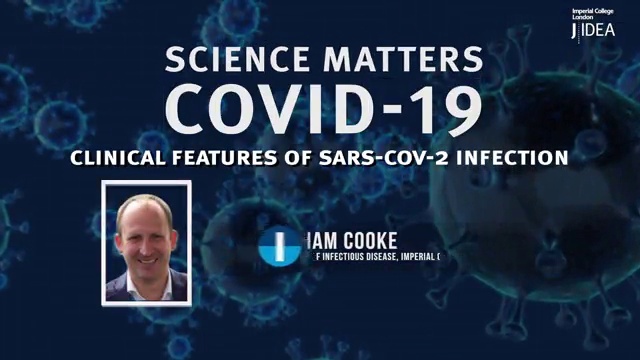 Imperial College
London
J IDEA
SCIENCE MATTERS
COVID-19
CLINICAL FEATURES OF SARS-COV-2 INFECTION
IAM COOKE
F INFECTIOUS DISEASE, IMPERIAL